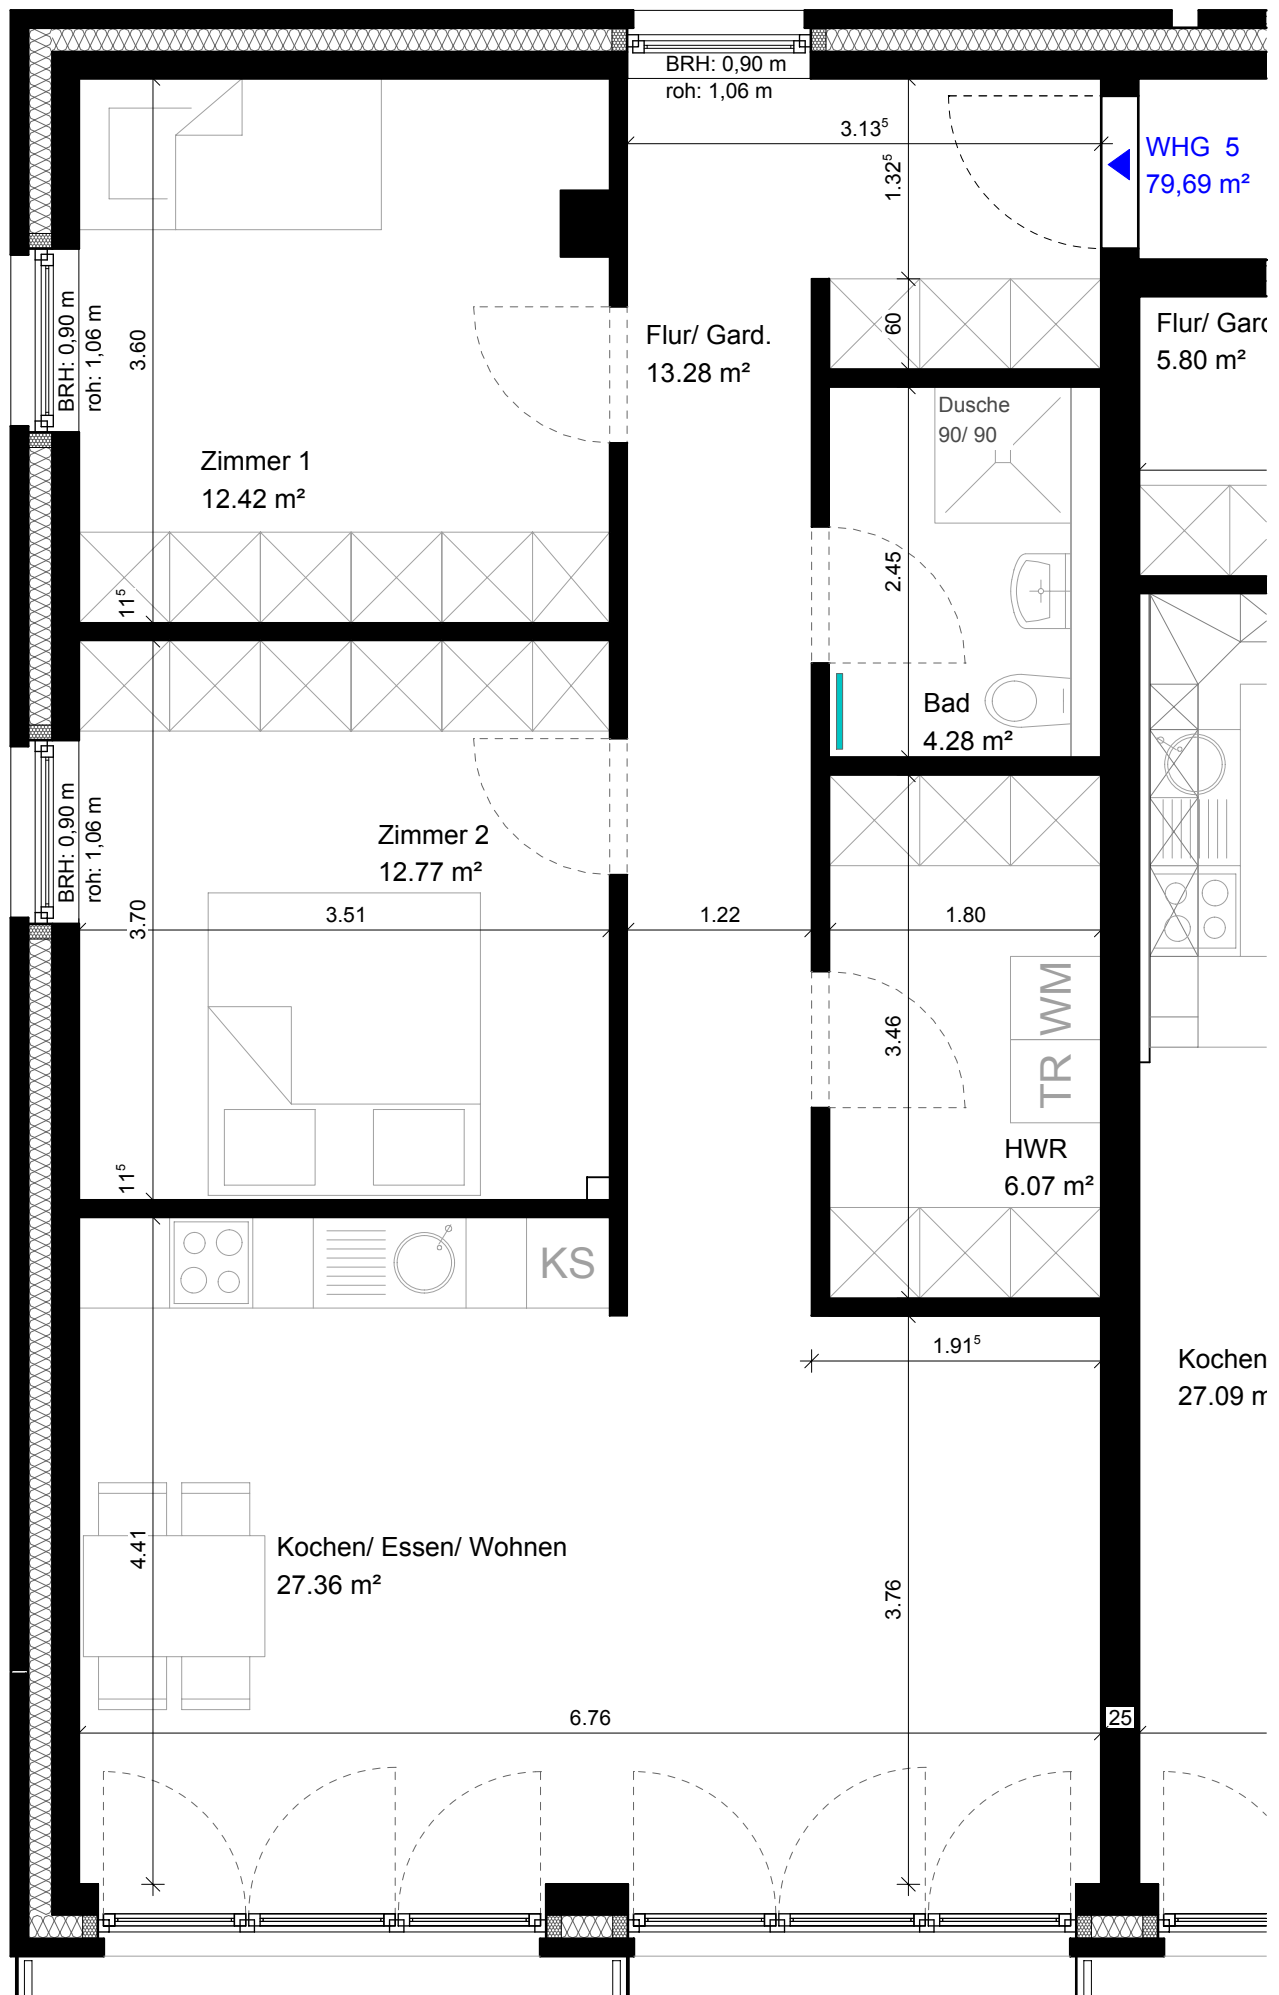 BRH: 0,90 m
roh: 1,06 m
3.13⁵
1.32⁵
WHG 5
79,69 m²
BRH: 0,90 m
roh: 1,06 m
3.60
60
Flur/ Gard.
13.28 m²
Flur/ Gard
5.80 m²
Dusche
90/ 90
Zimmer 1
12.42 m²
11⁵
2.45
Bad
4.28 m²
BRH: 0,90 m
roh: 1,06 m
Zimmer 2
12.77 m²
3.70
3.51
1.22
1.80
WM
TR
3.46
HWR
6.07 m²
11⁵
KS
1.91⁵
Kochen
27.09 m
4.41
Kochen/ Essen/ Wohnen
27.36 m²
3.76
6.76
25